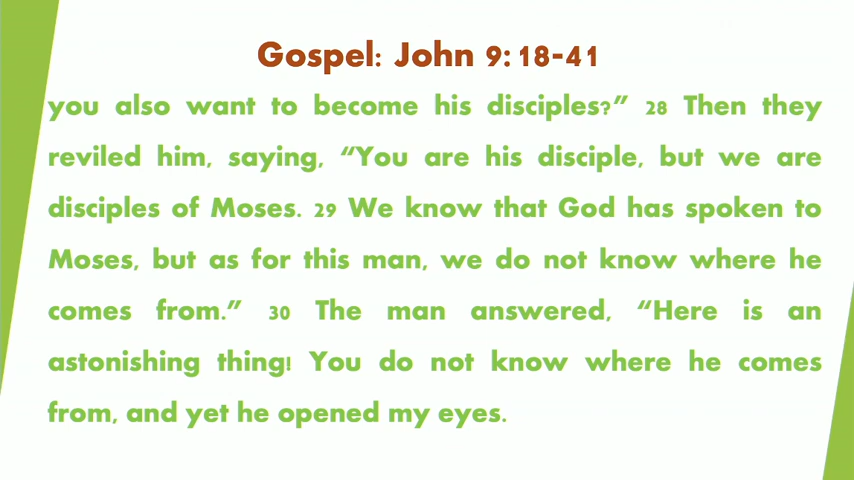 Gospel: John 9:18-41
you also want to become his disciples?” 28 Then they
reviled him, saying, “You are his disciple, but we are
disciples of Moses. 29 We know that God has spoken to
Moses, but as for this man, we do not know where he
comes from.” 30 The man answered, “Here is an
astonishing thing! You do not know where he comes
from, and yet he opened my eyes.